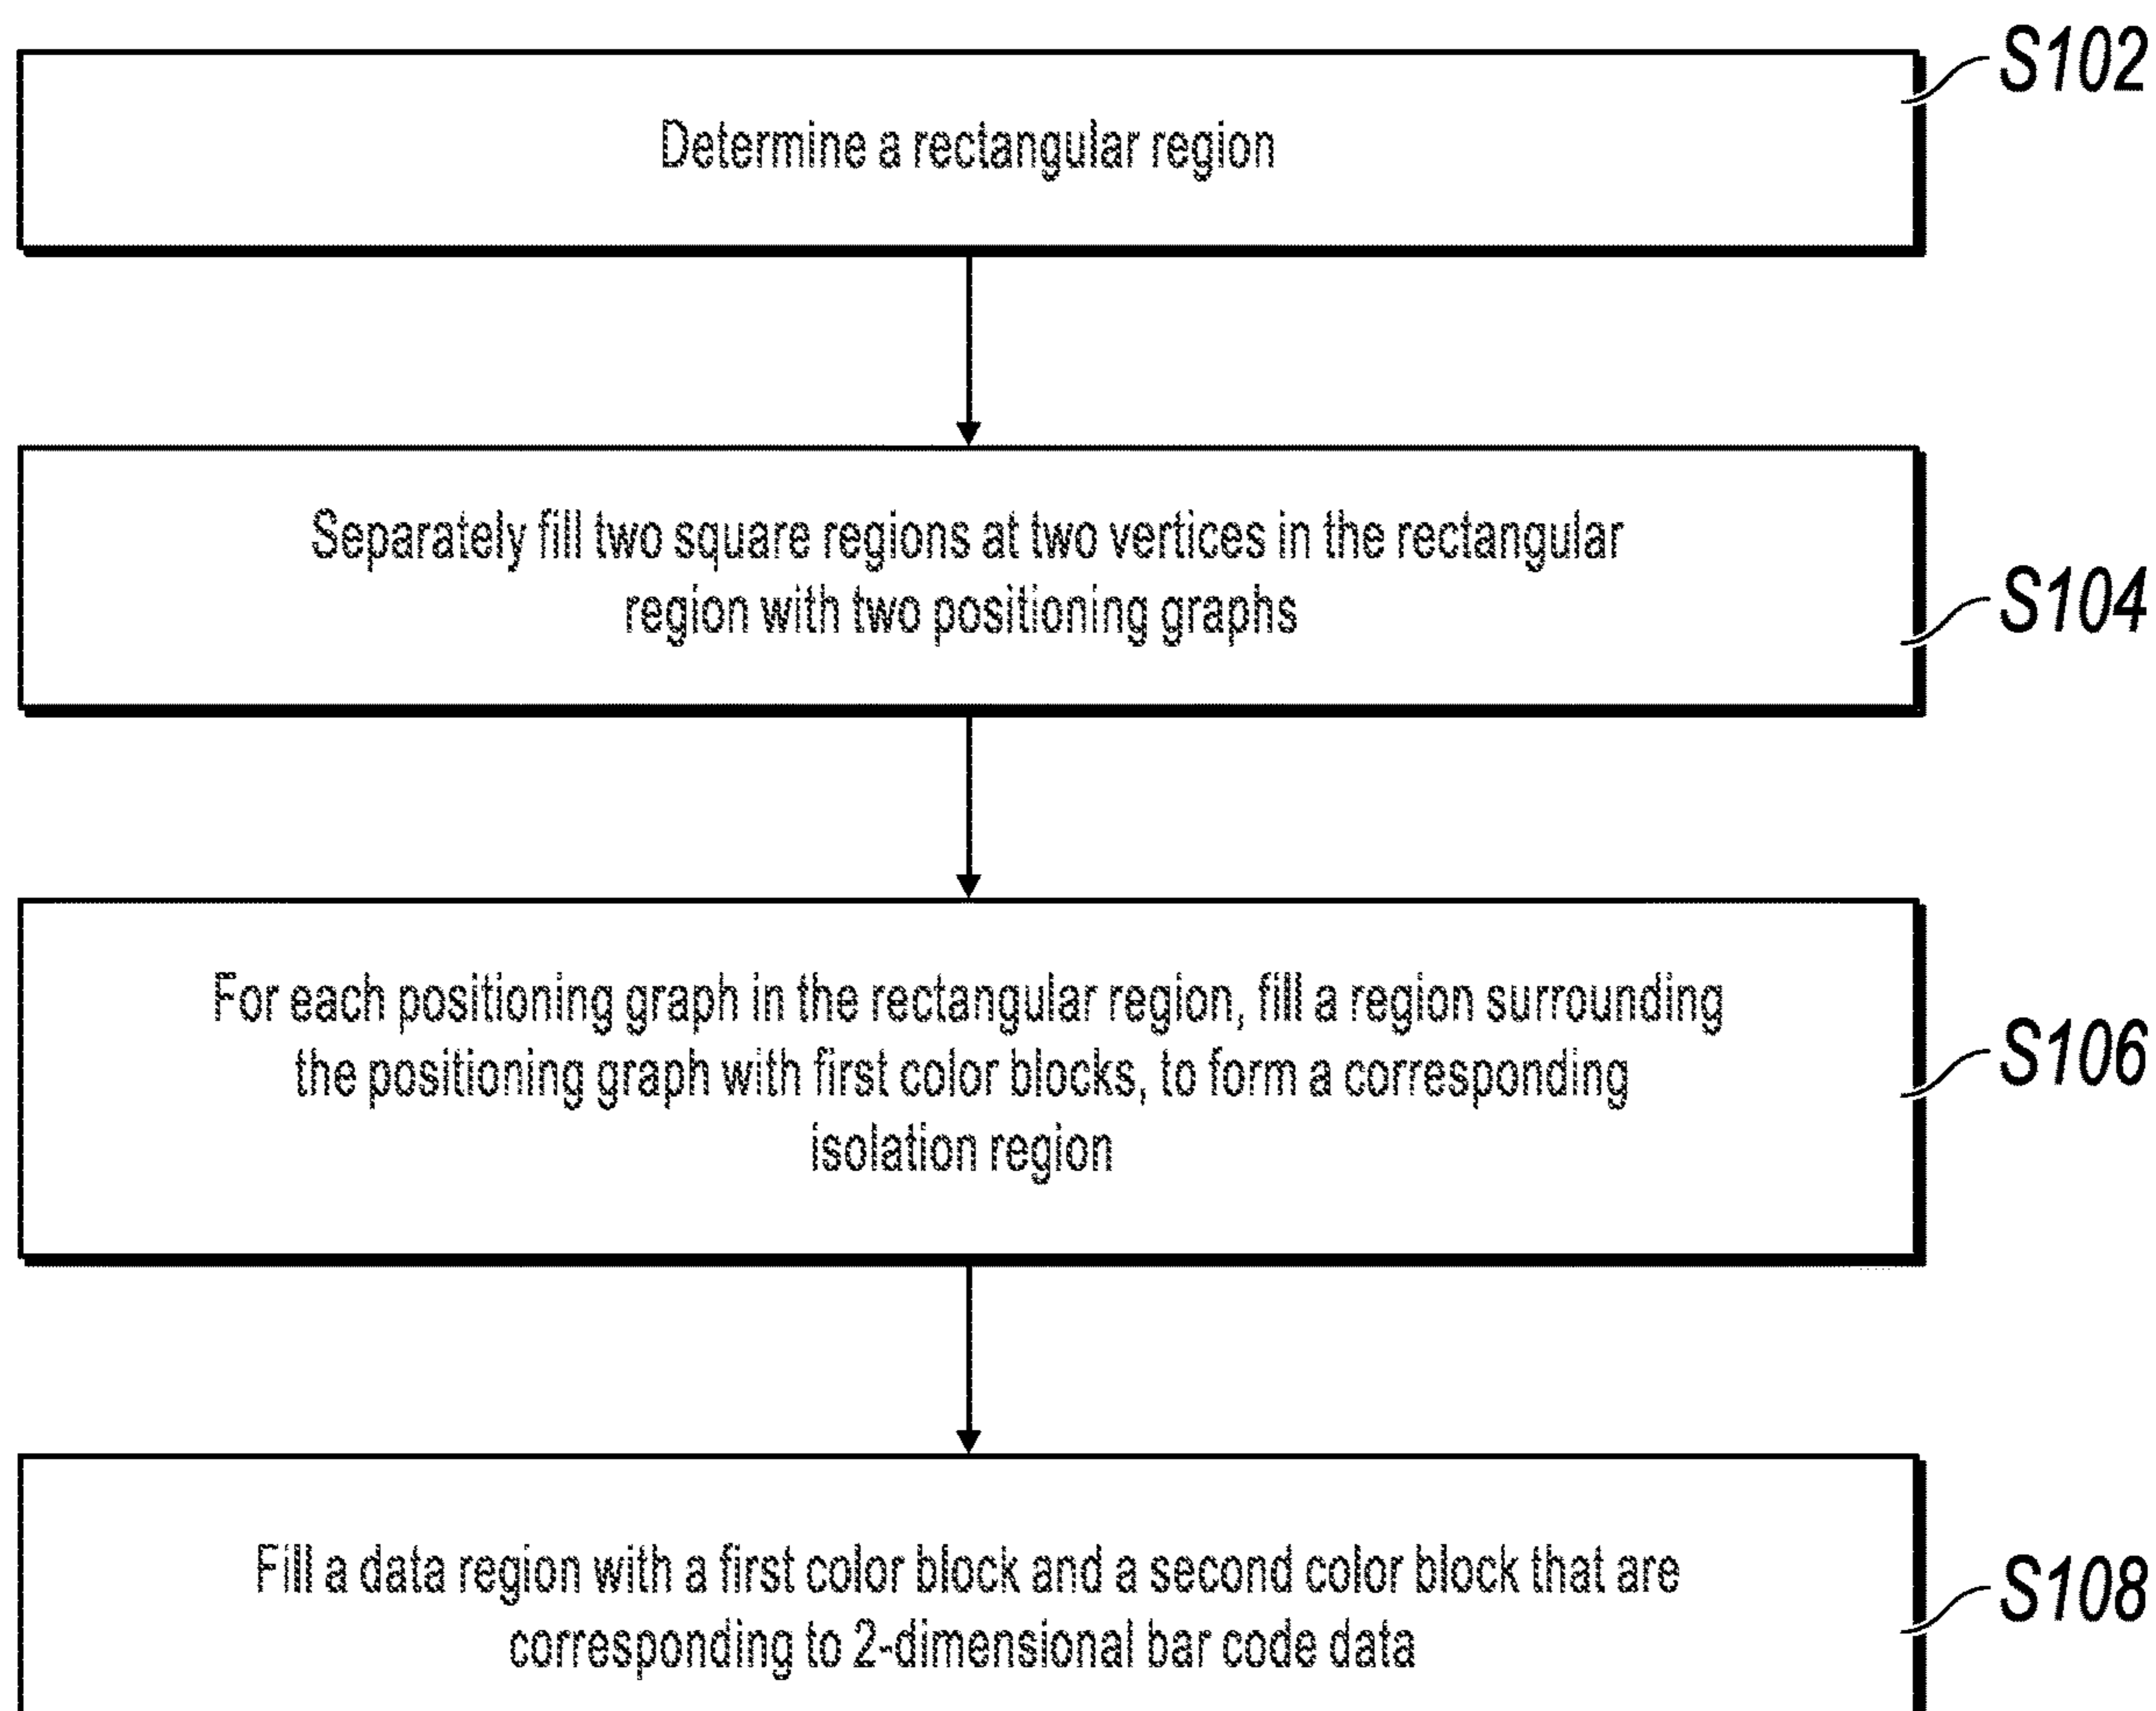 S102
Determine a rectangular region
Separately fill two square regions at two vertices in the rectangular
region with two positioning graphs
S104
For each positioning graph in the rectangular region, fill a region surrounding
the positioning graph with first color blocks, to form a corresponding
isolation region
S106
Fill a data region with a first color block and a second color block that are
corresponding to 2-dimensional bar code data
S108